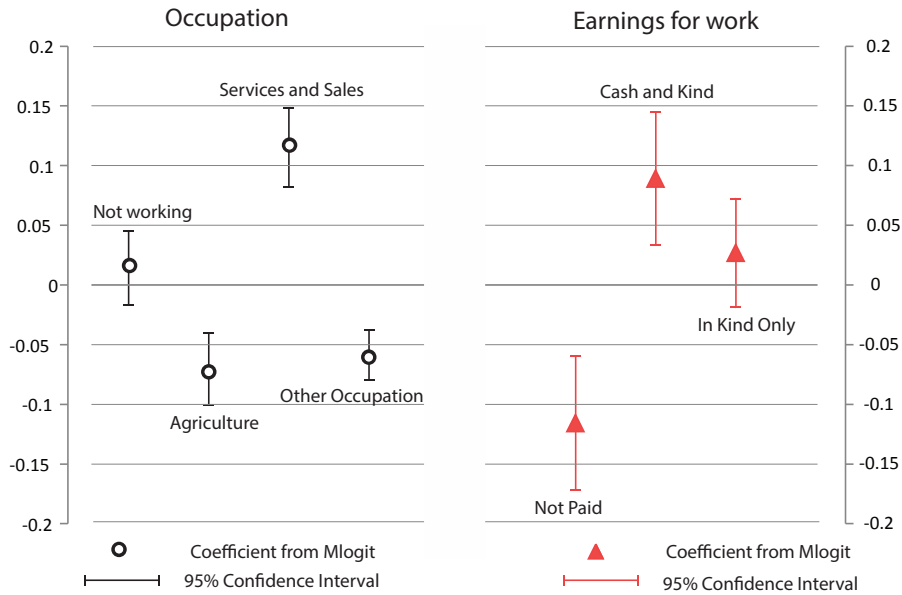 Occupation
0.2
0.15
0.1
0.05
0
-0.05
-0.1
-0.15
-0.2
Services and Sales
Not working
Other Occupation
Agriculture
Coefficient from Mlogit
95% Confidence Interval
Earnings for work
Cash and Kind
In Kind Only
Not Paid
0.2
0.15
0.1
0.05
0
-0.05
-0.1
-0.15
-0.2
Coefficient from Mlogit
95% Confidence Interval